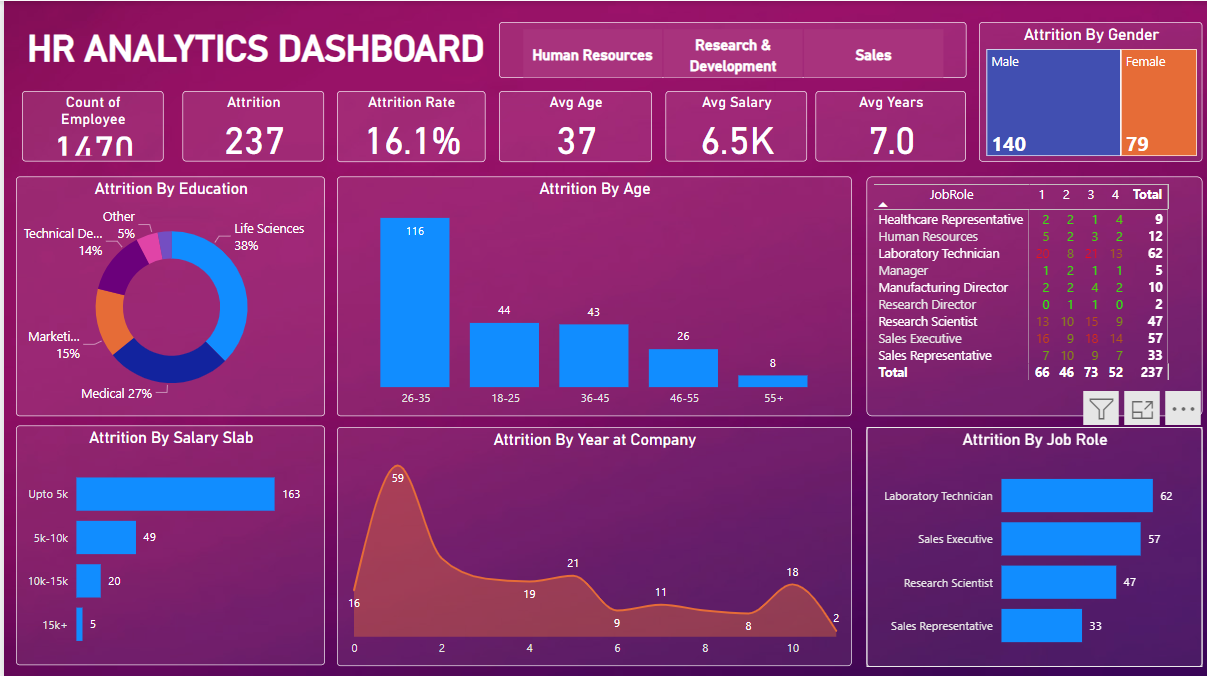 HR ANALYTICS DASHBOARD
Human Resources
Research &
Development
Sales
Attrition By Gender
Male
140
Female
79
Count of
Employee
1470
Attrition
237
Attrition Rate
16.1%
Avg Age
37
Avg Salary
6.5K
Avg Years
7.0
Attrition By Education
Other
5%
Technical De...
14%
Life Sciences
38%
Marketi...
15%
Medical 27%
Attrition By Age
116
44
43
26
8
26-35
18-25
36-45
46-55
55+
JobRole 1 2 3 4 Total
Healthcare Representative 2 2 1 4 9
Human Resources 5 2 3 2 12
Laboratory Technician 20 8 21 13 62
Manager 1 2 1 1 5
Manufacturing Director 2 2 4 2 10
Research Director 0 1 1 0 2
Research Scientist 13 10 15 9 47
Sales Executive 16 9 18 14 57
Sales Representative 7 10 9 7 33
Total 66 46 73 52 237
Attrition By Salary Slab
Upto 5k 163
5k-10k 49
10k-15k 20
15k+ 5
Attrition By Year at Company
59
16
19
21
9
11
8
18
2
0 2 4 6 8 10
Attrition By Job Role
Laboratory Technician 62
Sales Executive 57
Research Scientist 47
Sales Representative 33